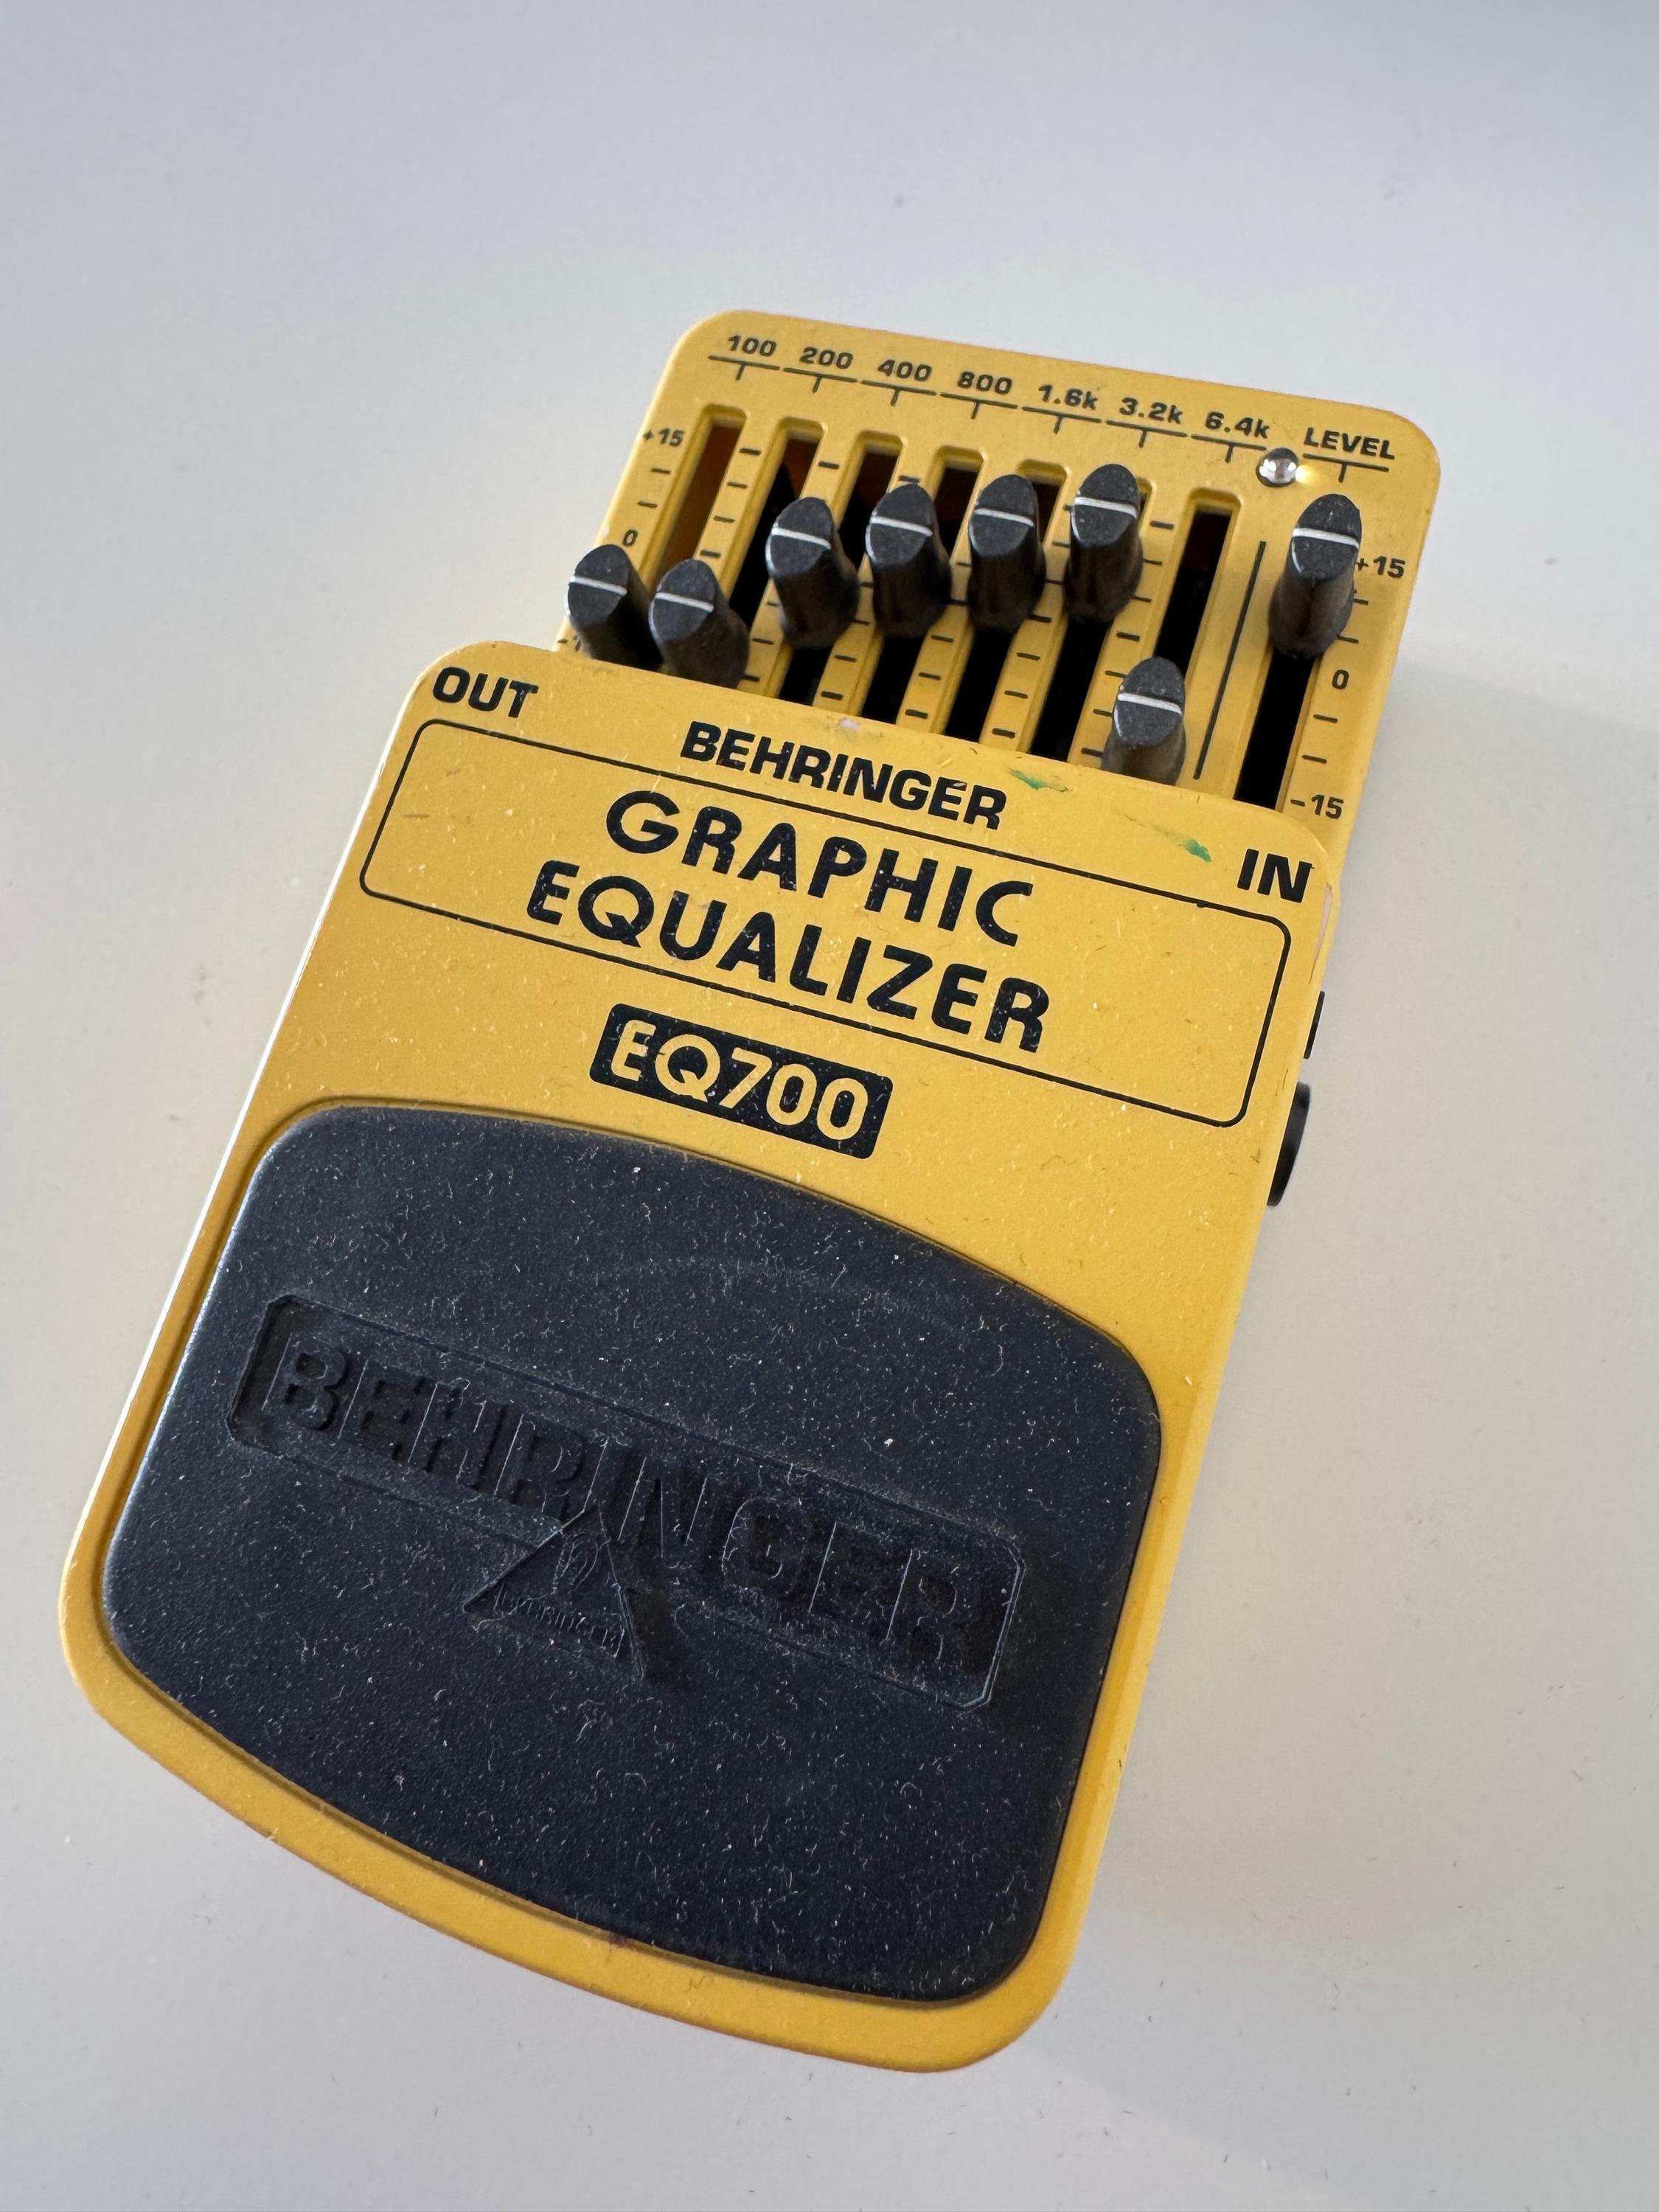 100 200 400 800 1.6k 3.2k 6.4k LEVEL
+15
0
+15
0
-15
OUT
BEHRINGER
IN
GRAPHIC
EQUALIZER
EQ700
BEHRINGER
BEHRINGER